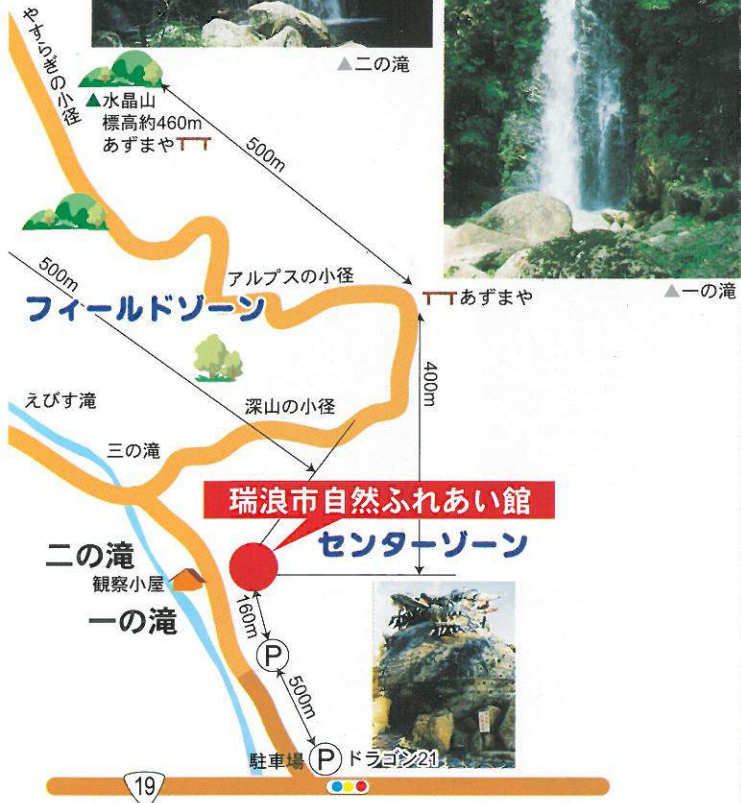 ▲二の滝
やすらぎの小径
▲水晶山
標高約460m
あずまや
500m
アルプスの小径
あずまや
▲一の滝
500m
フィールドゾーン
400m
えびす滝
深山の小径
三の滝
瑞浪市自然ふれあい館
センターゾーン
二の滝
観察小屋
一の滝
160m
P
500m
駐車場 P ドラゴン21
19